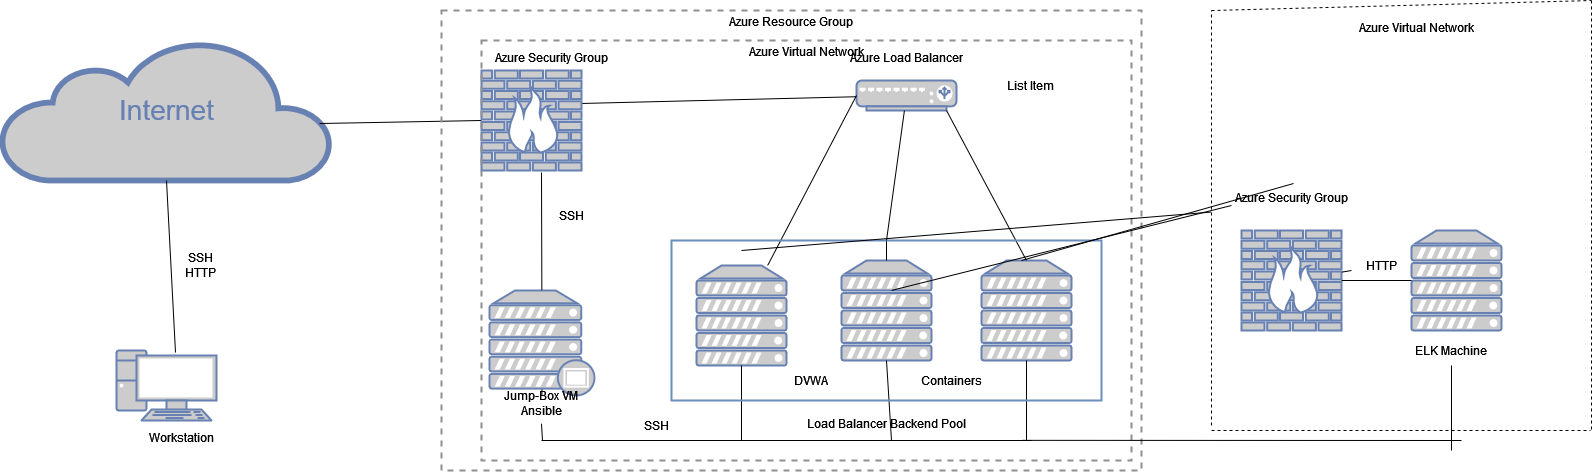 Azure Resource Group
Azure Virtual Network
Azure Virtual Network
Azure Security Group
Azure Load Balancer
List Item
Internet
Azure Security Group
SSH
SSH
HTTP
HTTP
ELK Machine
DVWA
Containers
Jump-Box VM
Ansible
SSH
Load Balancer Backend Pool
Workstation